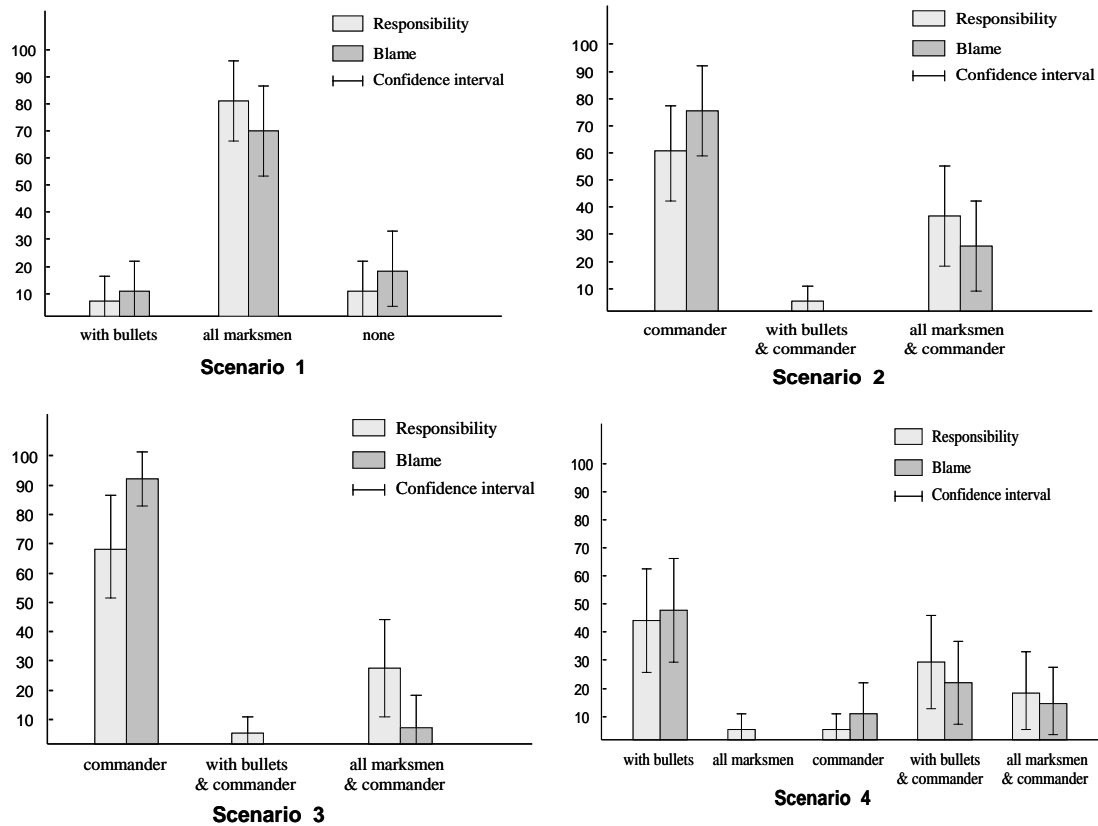 Responsibility
Blame
Confidence interval
100
90
80
70
60
50
40
30
20
10
with bullets
all marksmen
none
Scenario 1
Responsibility
Blame
Confidence interval
100
90
80
70
60
50
40
30
20
10
commander
with bullets
& commander
all marksmen
& commander
Scenario 2
Responsibility
Blame
Confidence interval
100
90
80
70
60
50
40
30
20
10
commander
with bullets
& commander
all marksmen
& commander
Scenario 3
Responsibility
Blame
Confidence interval
100
90
80
70
60
50
40
30
20
10
with bullets
all marksmen
commander
with bullets
& commander
all marksmen
& commander
Scenario 4